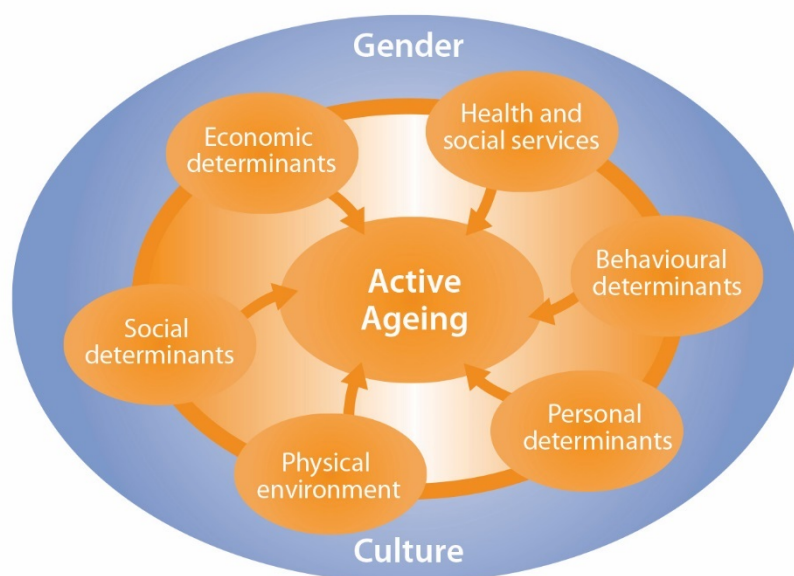 Gender
Economic
determinants
Health and
social services
Active
Ageing
Behavioural
determinants
Social
determinants
Personal
determinants
Physical
environment
Culture